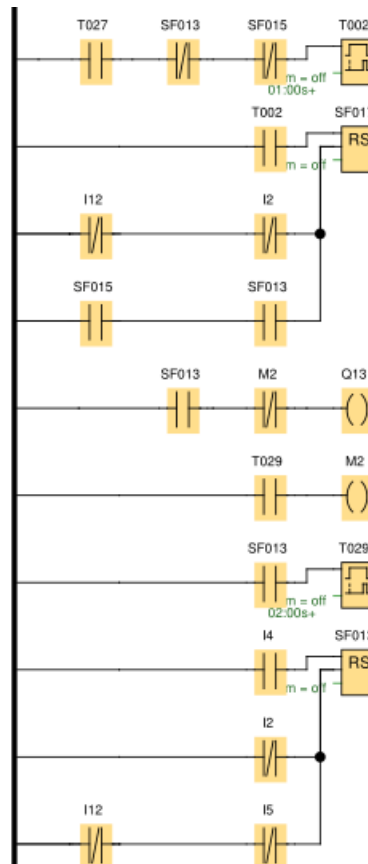 T027 SF013 SF015 T002
m = off
01:00s+
T002 SF01
RS
m = off
I12 I2
SF015 SF013
SF013 M2 Q13
T029 M2
SF013 T029
m = off
02:00s+
I4 SF01
RS
m = off
I2
I12 I5